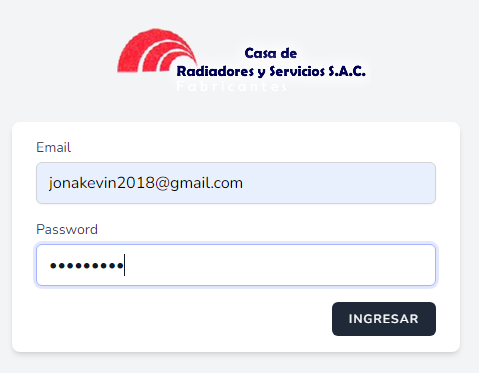 Casa de
Radiadores y Servicios S.A.C.
Fabricantes
Email
jonakevin2018@gmail.com
Password
•••••••••
INGRESAR